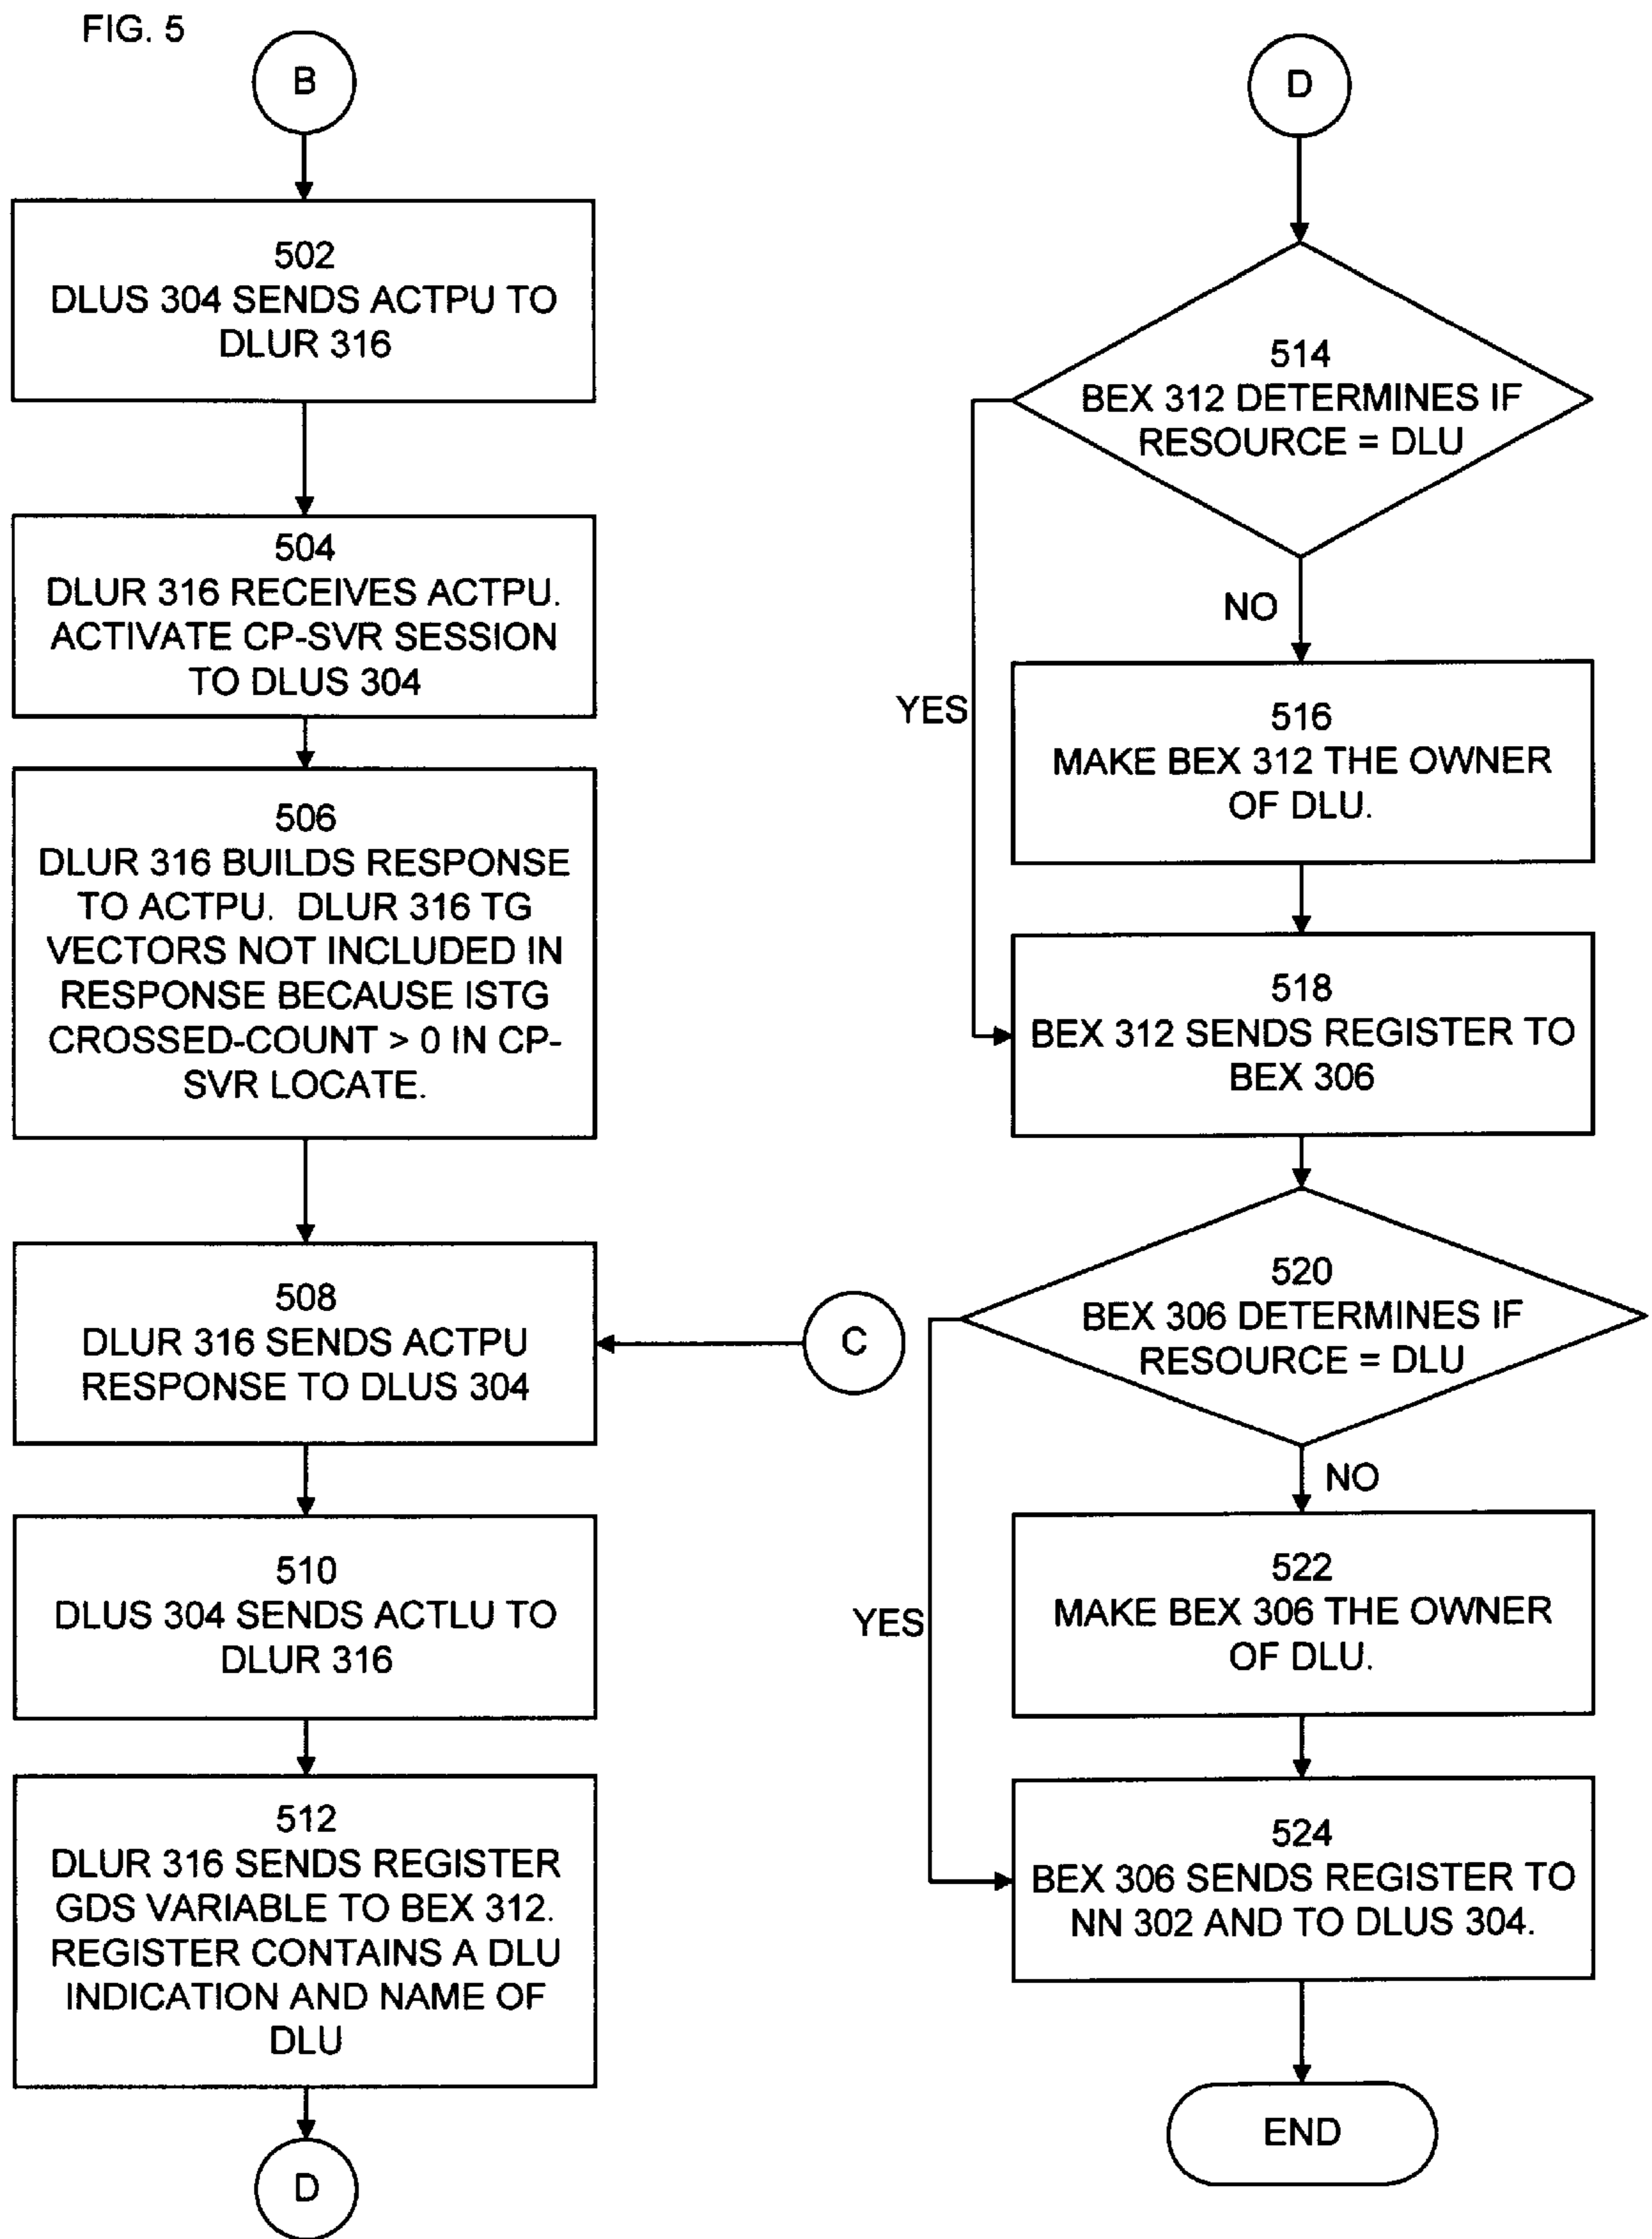 FIG. 5
B
502
DLUS 304 SENDS ACTPU TO
DLUR 316
504
DLUR 316 RECEIVES ACTPU.
ACTIVATE CP-SVR SESSION
TO DLUS 304
506
DLUR 316 BUILDS RESPONSE
TO ACTPU. DLUR 316 TG
VECTORS NOT INCLUDED IN
RESPONSE BECAUSE ISTG
CROSSED-COUNT > 0 IN CP-
SVR LOCATE.
508
DLUR 316 SENDS ACTPU
RESPONSE TO DLUS 304
C
510
DLUS 304 SENDS ACTLU TO
DLUR 316
512
DLUR 316 SENDS REGISTER
GDS VARIABLE TO BEX 312.
REGISTER CONTAINS A DLU
INDICATION AND NAME OF
DLU
D
D
514
BEX 312 DETERMINES IF
RESOURCE = DLU
NO
YES
516
MAKE BEX 312 THE OWNER
OF DLU.
518
BEX 312 SENDS REGISTER TO
BEX 306
520
BEX 306 DETERMINES IF
RESOURCE = DLU
NO
YES
522
MAKE BEX 306 THE OWNER
OF DLU.
524
BEX 306 SENDS REGISTER TO
NN 302 AND TO DLUS 304.
END